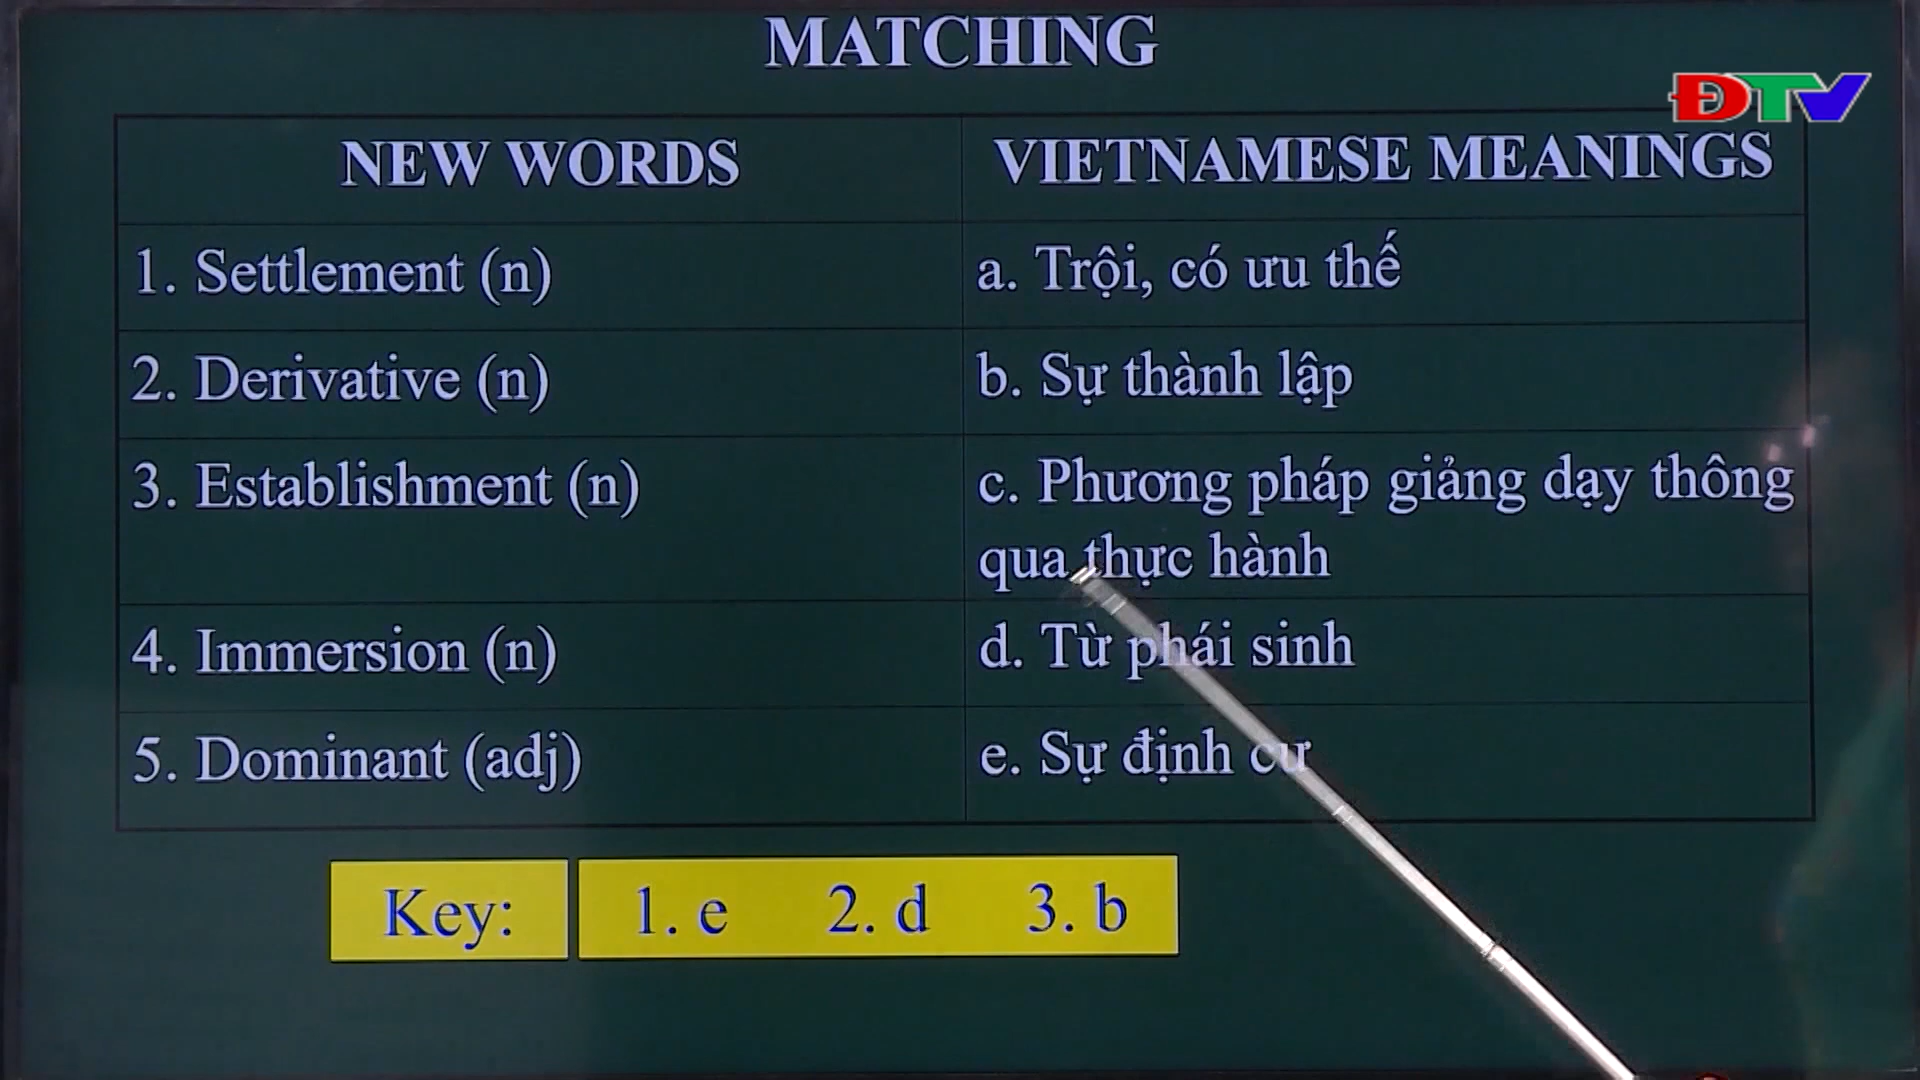 MATCHING
ĐTV
NEW WORDS
VIETNAMESE MEANINGS
1. Settlement (n)
a. Trội, có ưu thế
2. Derivative (n)
b. Sự thành lập
3. Establishment (n)
c. Phương pháp giảng dạy thông
qua thực hành
4. Immersion (n)
d. Từ phái sinh
5. Dominant (adj)
e. Sự định cư
Key:
1. e 2. d 3. b